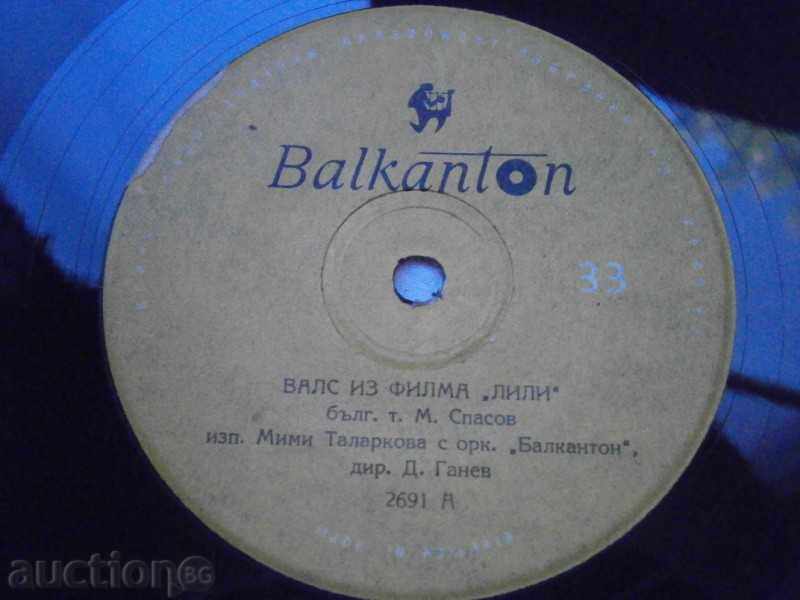 Balkanton
33
ВАЛС ИЗ ФИЛМА „ЛИЛИ“
бълг. т. М. Спасов
изп. Мими Таларкова с орк. „Балкантон“,
дир. Д. Ганев
2691 А
auction BG